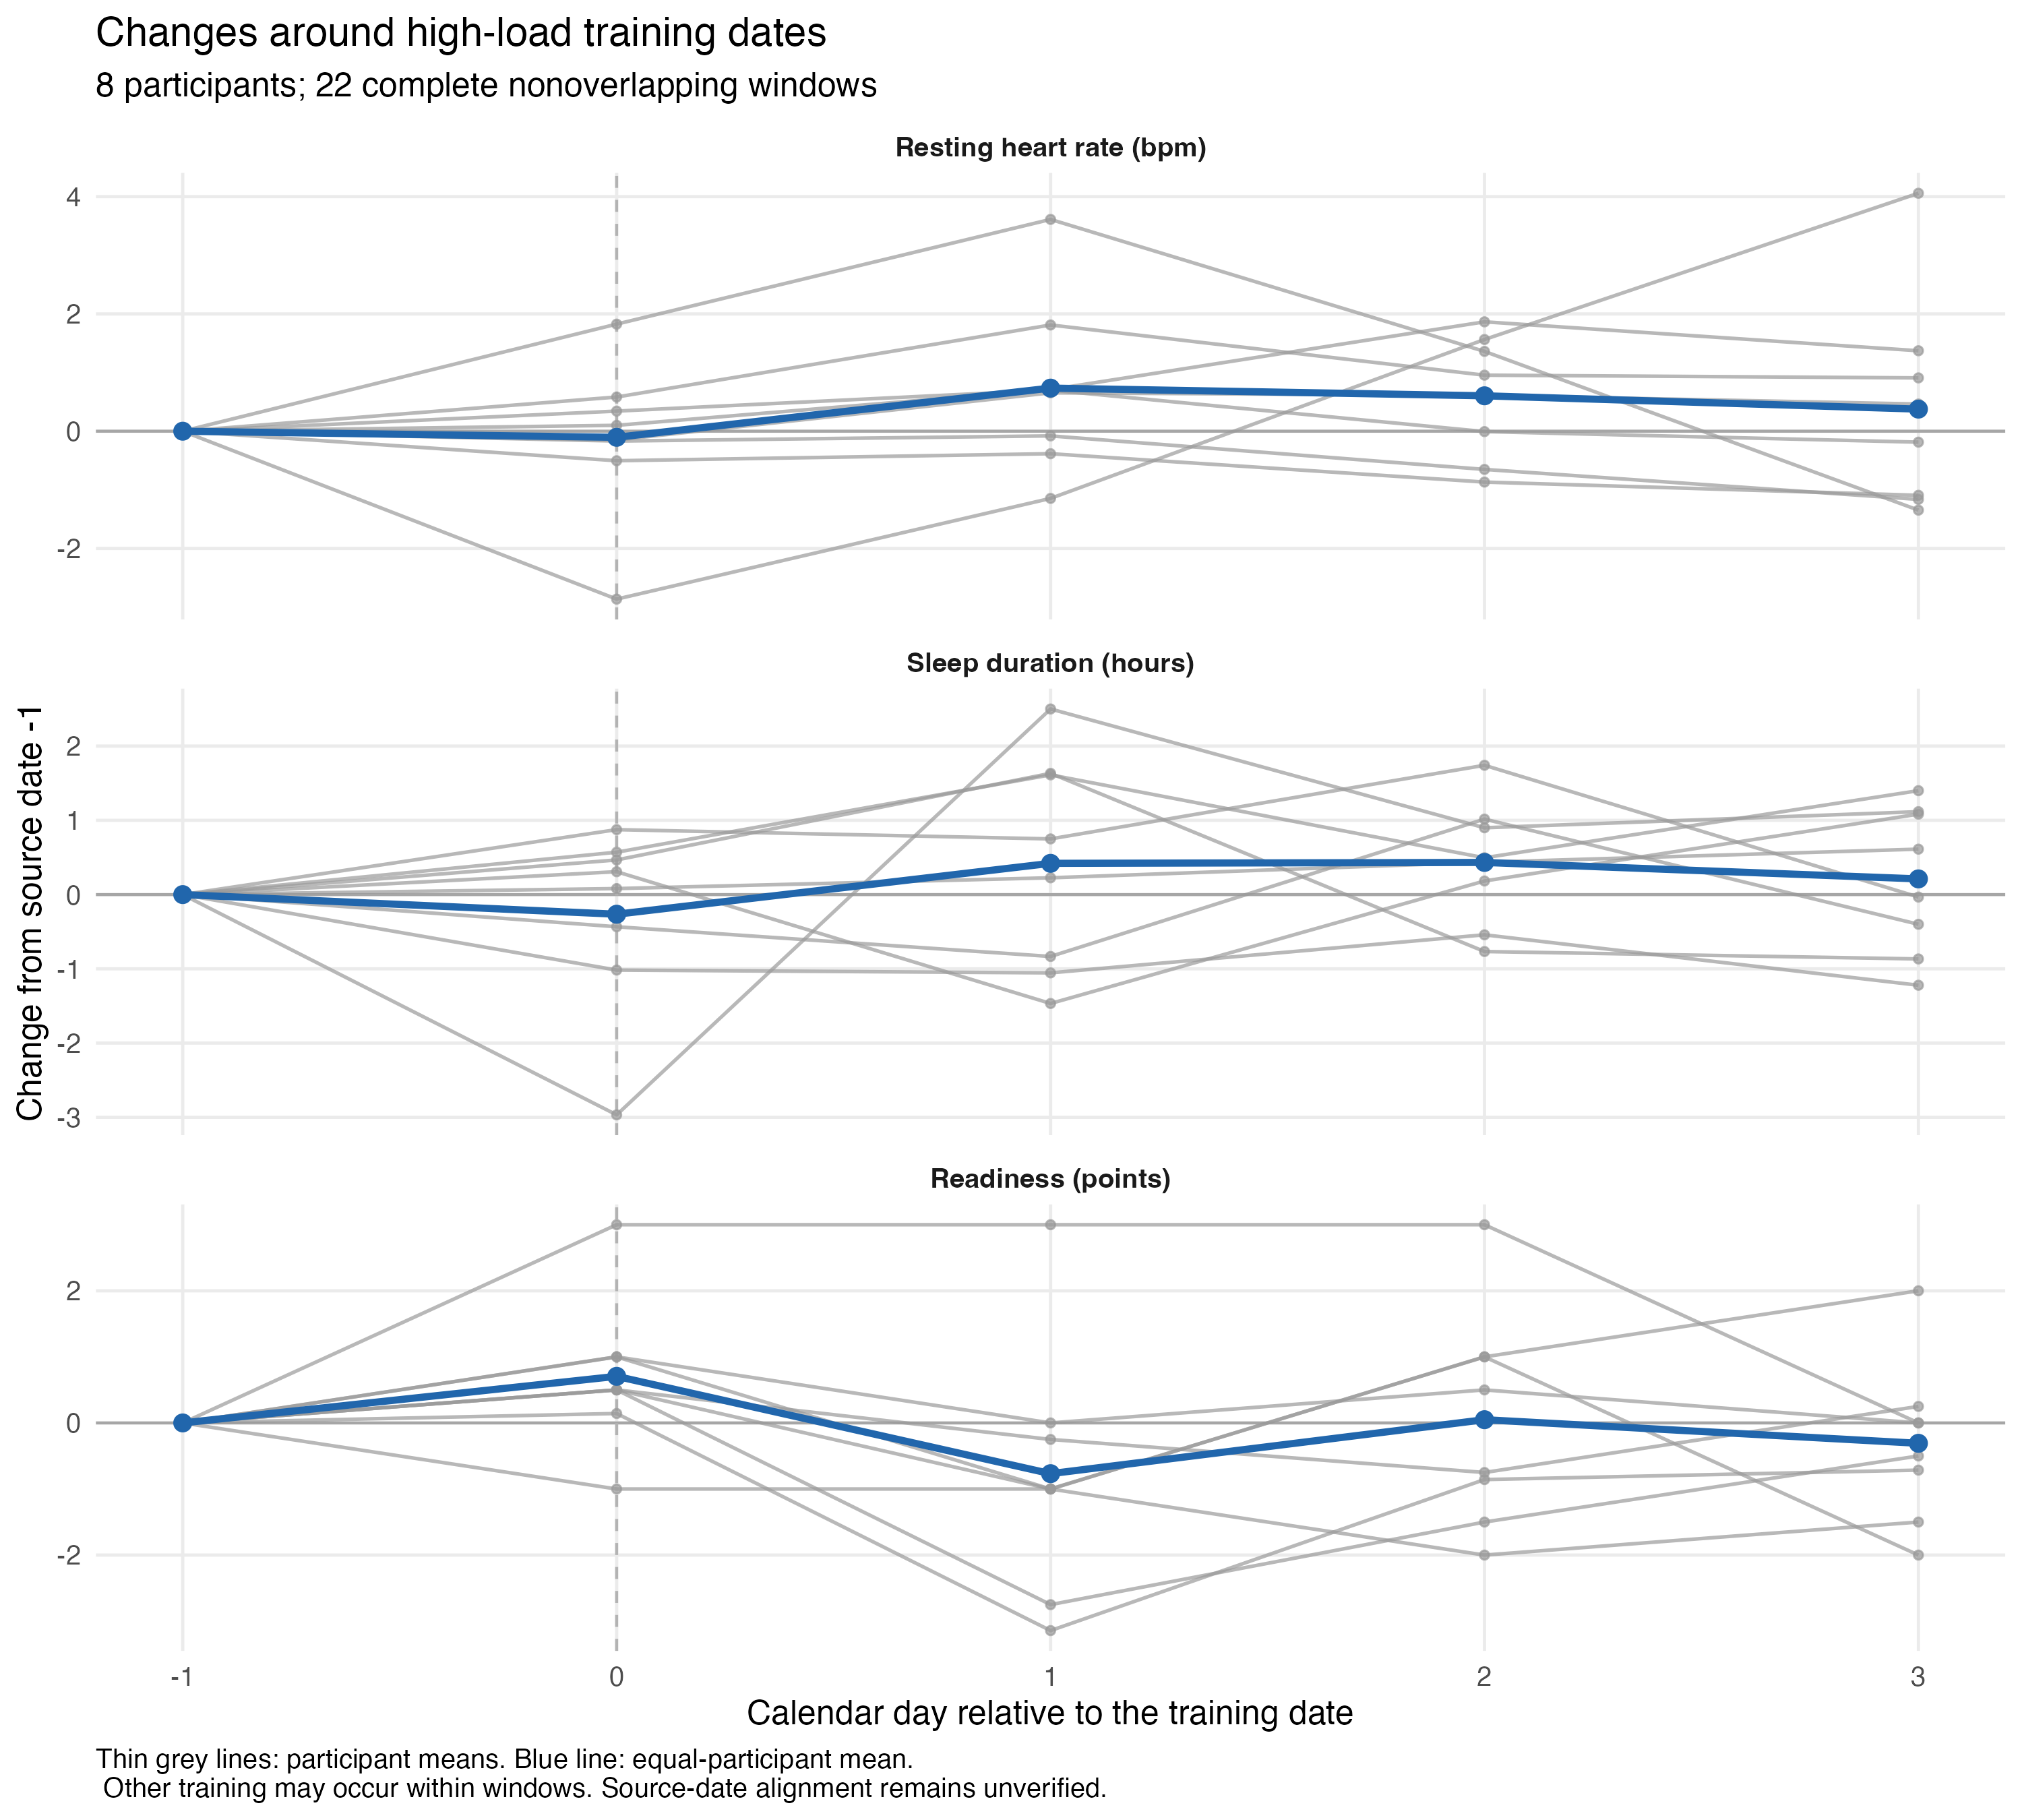 Changes around high-load training dates
8 participants; 22 complete nonoverlapping windows
Resting heart rate (bpm)
4
2
0
-2
Sleep duration (hours)
Change from source date -1
2
1
0
-1
-2
-3
Readiness (points)
2
0
-2
-1 0 1 2 3
Calendar day relative to the training date
Thin grey lines: participant means. Blue line: equal-participant mean.
Other training may occur within windows. Source-date alignment remains unverified.